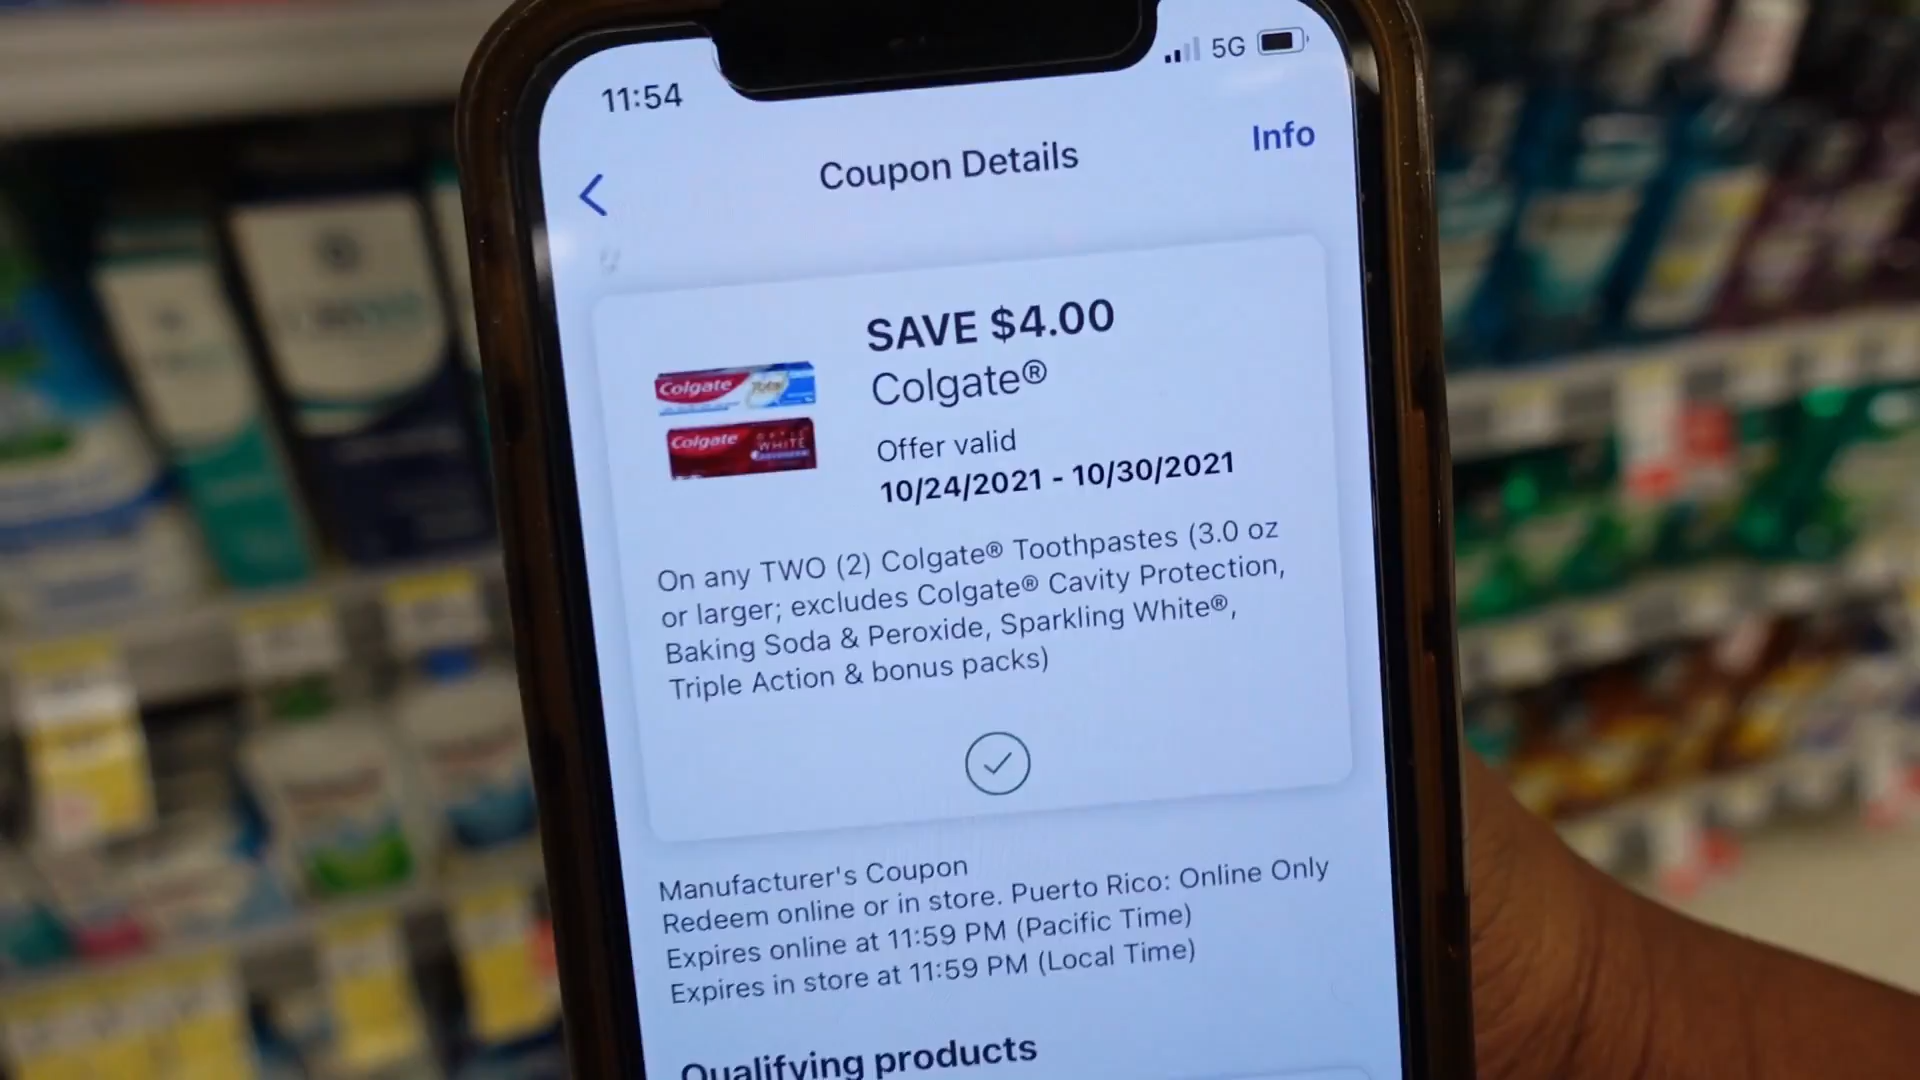 11:54
5G
Coupon Details
Info
SAVE $4.00
Colgate®
Colgate Total
Colgate OPTIC WHITE
Offer valid
10/24/2021 - 10/30/2021
On any TWO (2) Colgate® Toothpastes (3.0 oz
or larger; excludes Colgate® Cavity Protection,
Baking Soda & Peroxide, Sparkling White®,
Triple Action & bonus packs)
Manufacturer's Coupon
Redeem online or in store. Puerto Rico: Online Only
Expires online at 11:59 PM (Pacific Time)
Expires in store at 11:59 PM (Local Time)
Qualifying products